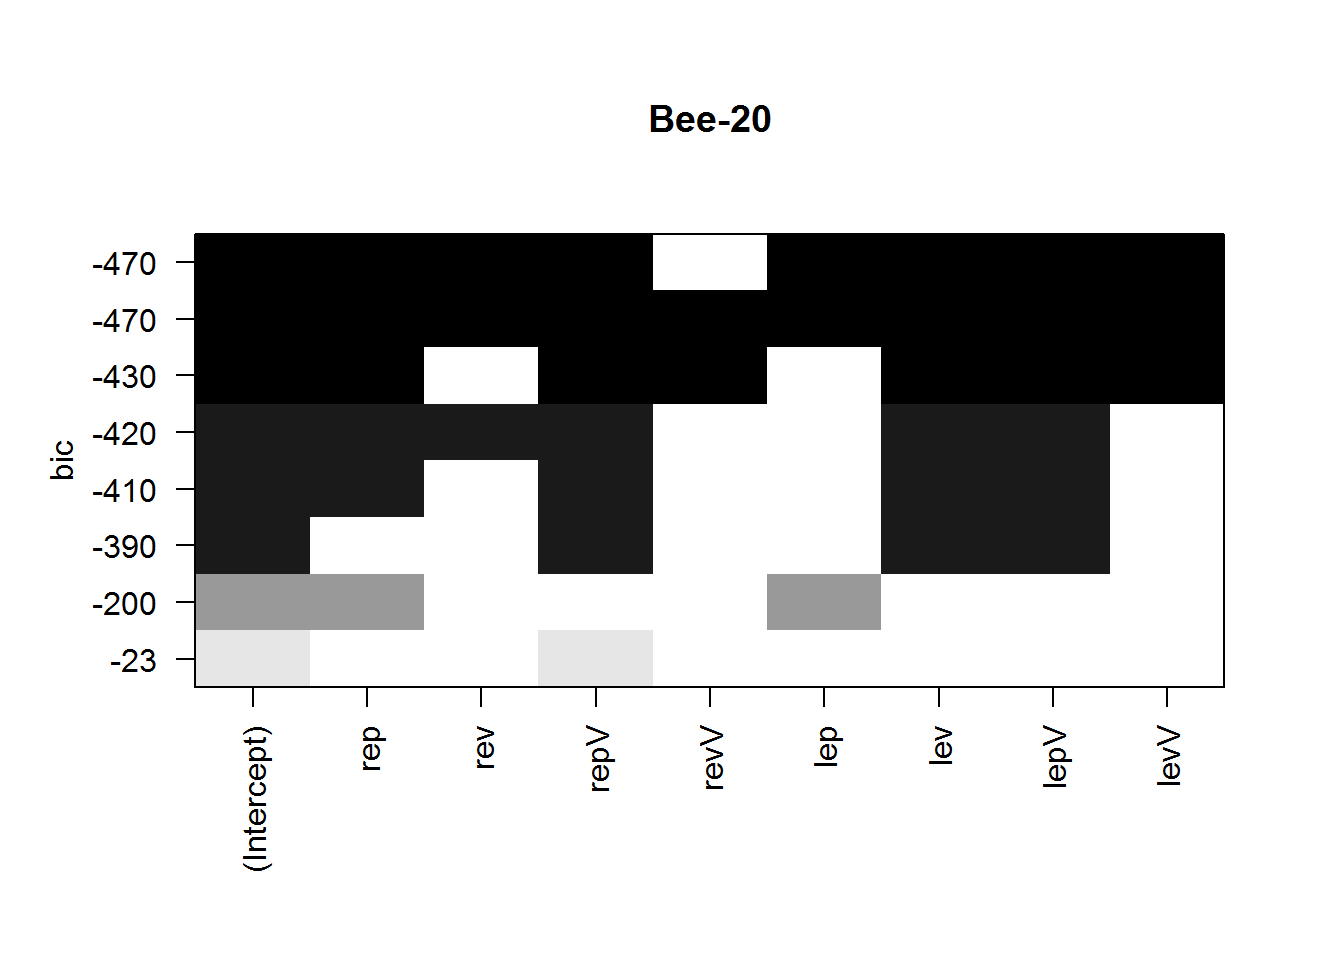 Bee-20
bic
-470
-470
-430
-420
-410
-390
-200
-23
(Intercept)
rep
rev
repV
revV
lep
lev
lepV
levV